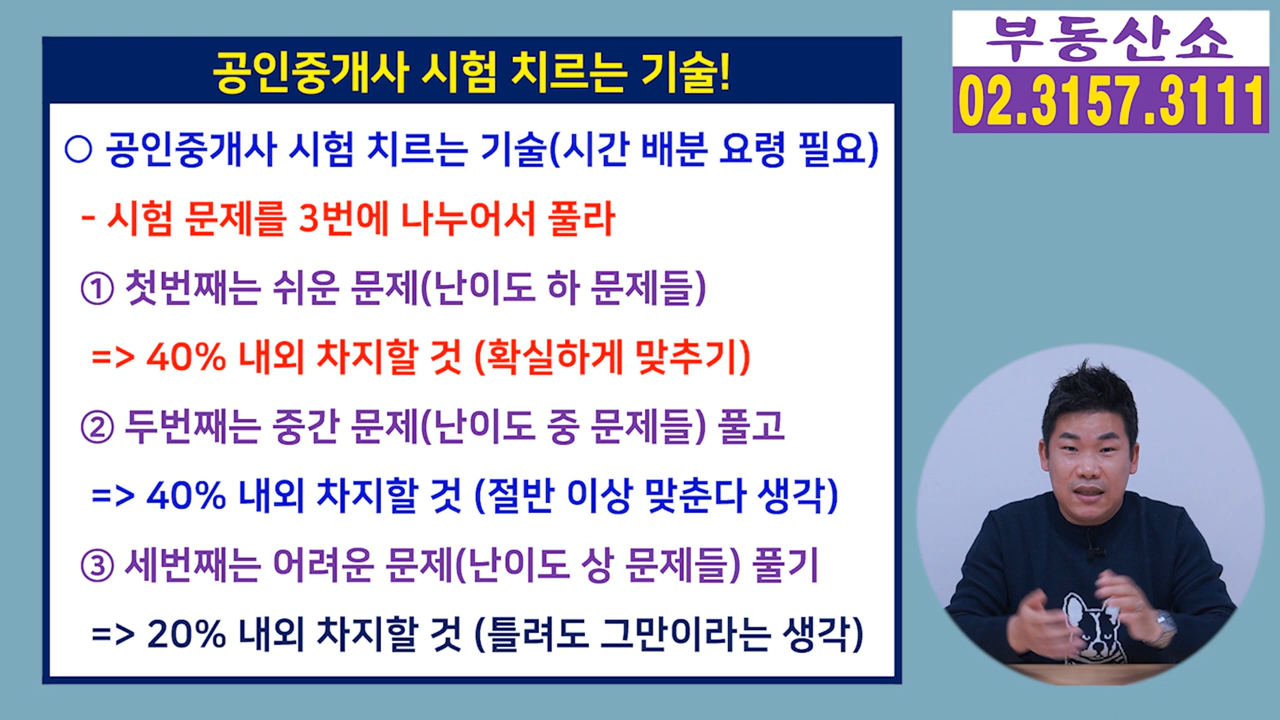 공인중개사 시험 치르는 기술!
○ 공인중개사 시험 치르는 기술(시간 배분 요령 필요)
- 시험 문제를 3번에 나누어서 풀라
① 첫번째는 쉬운 문제(난이도 하 문제들)
=> 40% 내외 차지할 것 (확실하게 맞추기)
② 두번째는 중간 문제(난이도 중 문제들) 풀고
=> 40% 내외 차지할 것 (절반 이상 맞춘다 생각)
③ 세번째는 어려운 문제(난이도 상 문제들) 풀기
=> 20% 내외 차지할 것 (틀려도 그만이라는 생각)
부동산쇼
02.3157.3111